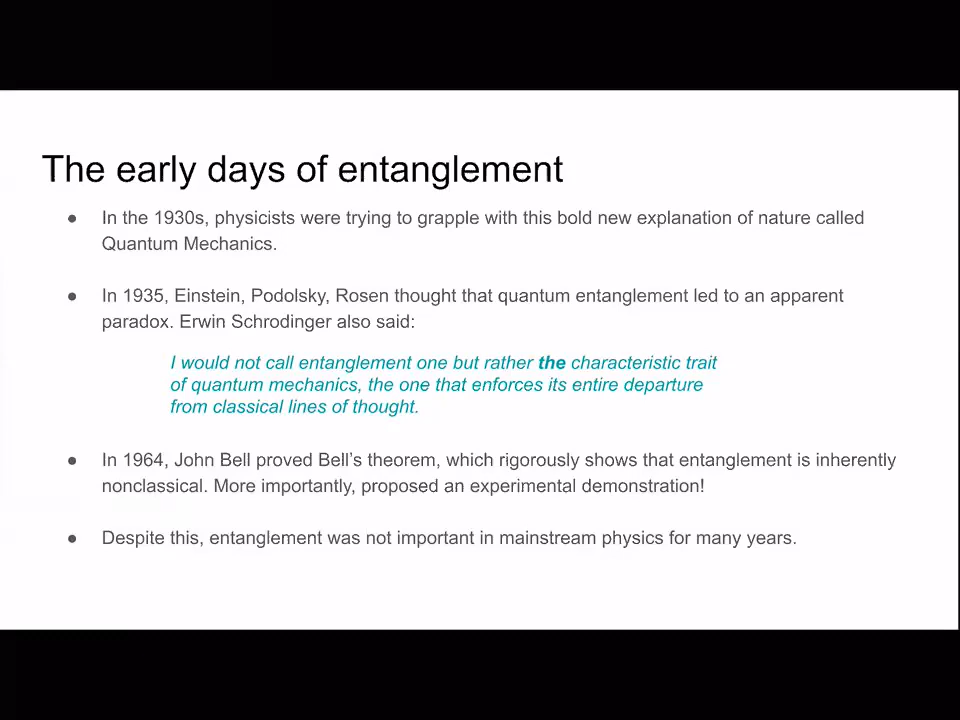 The early days of entanglement
● In the 1930s, physicists were trying to grapple with this bold new explanation of nature called
Quantum Mechanics.
● In 1935, Einstein, Podolsky, Rosen thought that quantum entanglement led to an apparent
paradox. Erwin Schrodinger also said:
I would not call entanglement one but rather the characteristic trait
of quantum mechanics, the one that enforces its entire departure
from classical lines of thought.
● In 1964, John Bell proved Bell’s theorem, which rigorously shows that entanglement is inherently
nonclassical. More importantly, proposed an experimental demonstration!
● Despite this, entanglement was not important in mainstream physics for many years.